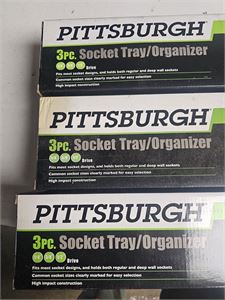 PITTSBURGH
3PC. Socket Tray/Organizer
Drive
Fits most socket designs, and holds both regular and deep wall sockets
Common socket sizes clearly marked for easy selection
High impact construction
PITTSBURGH
3PC. Socket Tray/Organizer
Drive
Fits most socket designs, and holds both regular and deep wall sockets
Common socket sizes clearly marked for easy selection
High impact construction
PITTSBURGH
3PC. Socket Tray/Organizer
Drive
Fits most socket designs, and holds both regular and deep wall sockets
Common socket sizes clearly marked for easy selection
High impact construction